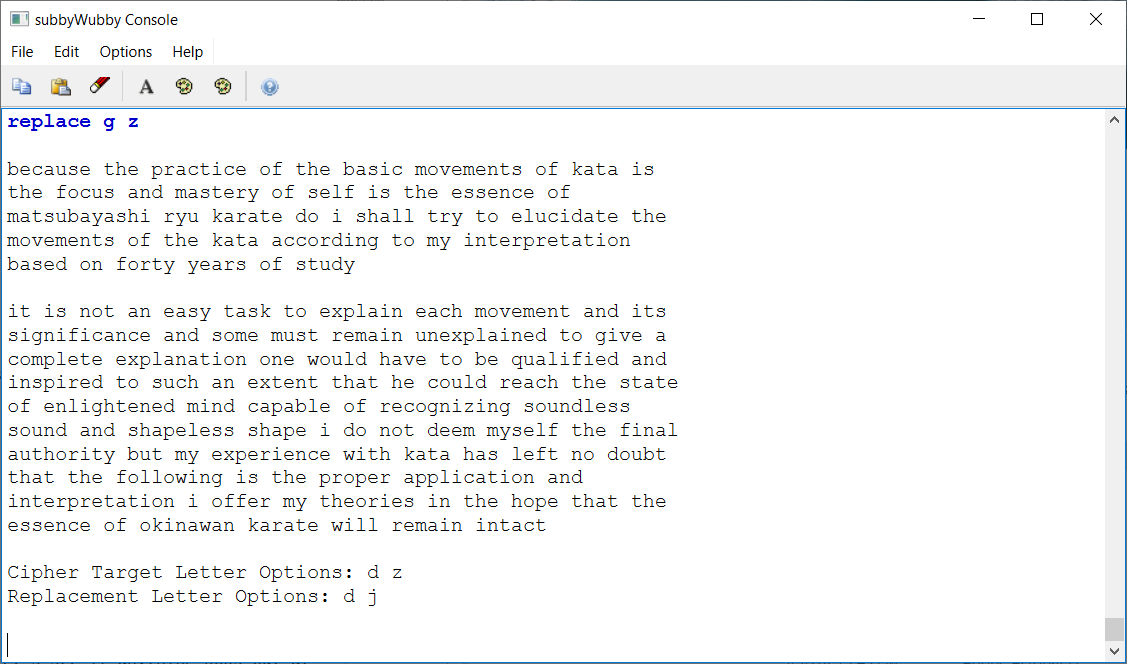 subbyWubby Console
File Edit Options Help
replace g z
because the practice of the basic movements of kata is
the focus and mastery of self is the essence of
matsubayashi ryu karate do i shall try to elucidate the
movements of the kata according to my interpretation
based on forty years of study
it is not an easy task to explain each movement and its
significance and some must remain unexplained to give a
complete explanation one would have to be qualified and
inspired to such an extent that he could reach the state
of enlightened mind capable of recognizing soundless
sound and shapeless shape i do not deem myself the final
authority but my experience with kata has left no doubt
that the following is the proper application and
interpretation i offer my theories in the hope that the
essence of okinawan karate will remain intact
Cipher Target Letter Options: d z
Replacement Letter Options: d j